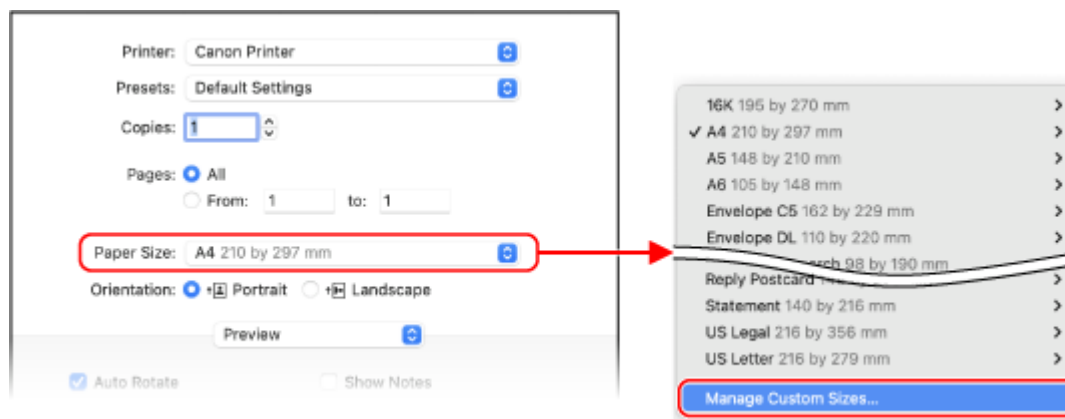 Printer: Canon Printer
Presets: Default Settings
Copies: 1
Pages: All
From: 1 to: 1
Paper Size: A4 210 by 297 mm
Orientation: Portrait Landscape
Preview
Auto Rotate Show Notes
16K 195 by 270 mm
A4 210 by 297 mm
A5 148 by 210 mm
A6 105 by 148 mm
Envelope C5 162 by 229 mm
Envelope DL 110 by 220 mm
98 by 190 mm
Reply Postcard
Statement 140 by 216 mm
US Legal 216 by 356 mm
US Letter 216 by 279 mm
Manage Custom Sizes...